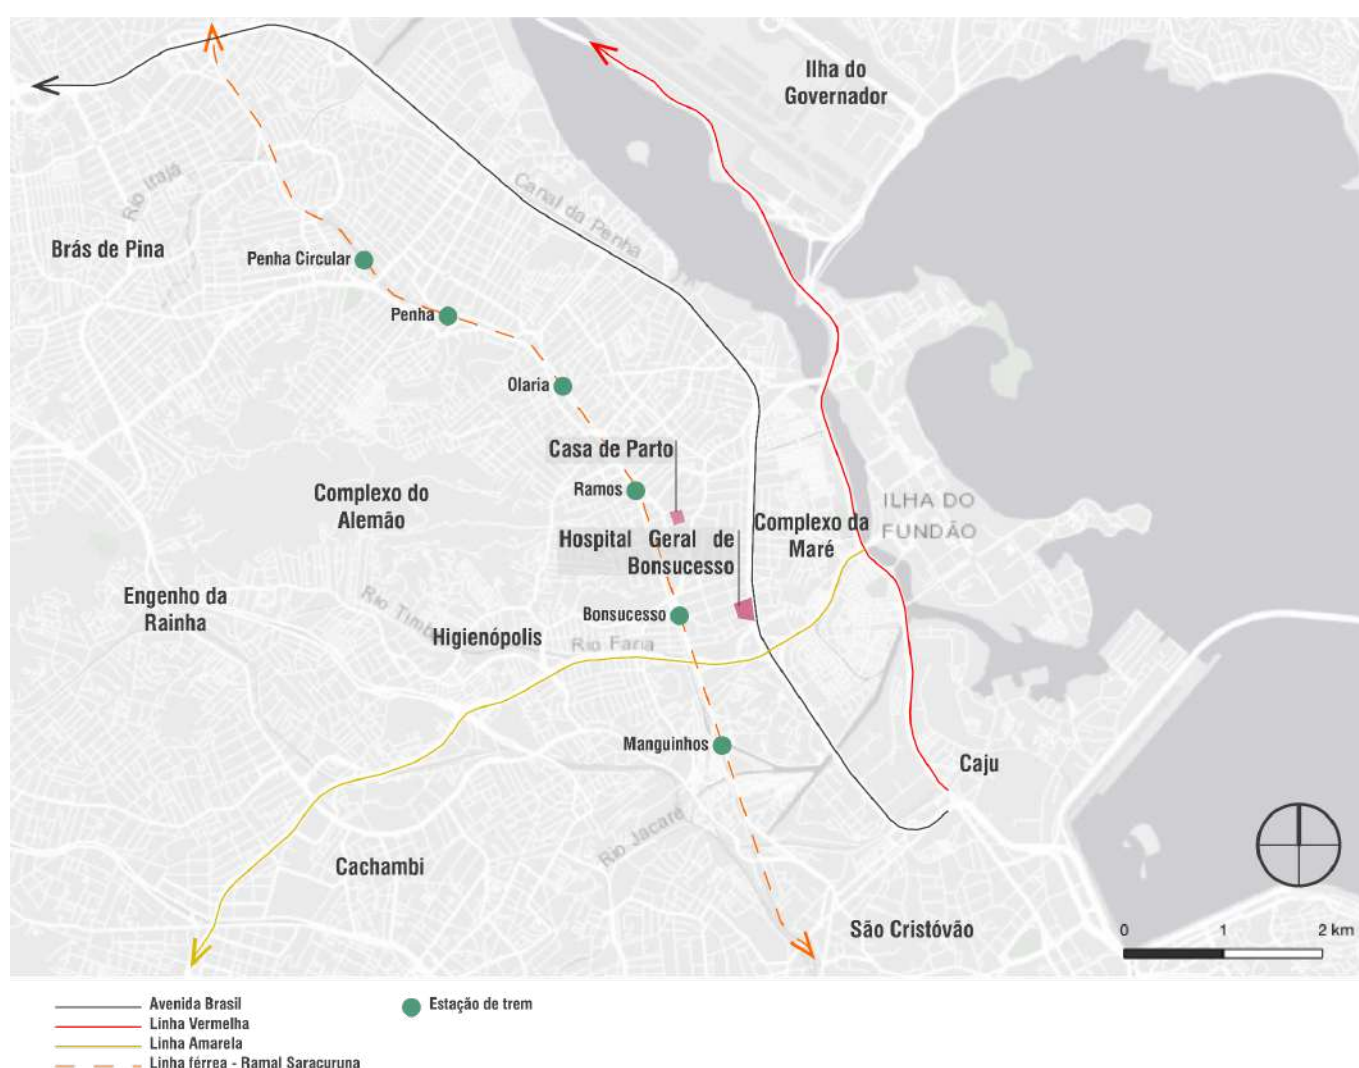 Ilha do
Governador
Canal da Penha
Rio Itajá
Brás de Pina
Penha Circular
Penha
Olaria
Casa de Parto
Ramos
Complexo do
Alemão
Hospital Geral de
Bonsucesso
Complexo da
Maré
ILHA DO
FUNDÃO
Engenho da
Rainha
Rio Timb
Higienópolis
Bonsucesso
Rio Faria
Manguinhos
Caju
Rio Jacaré
Cachambi
São Cristóvão
0 1 2 km
Avenida Brasil
Linha Vermelha
Linha Amarela
Linha férrea - Ramal Saracuruna
Estação de trem